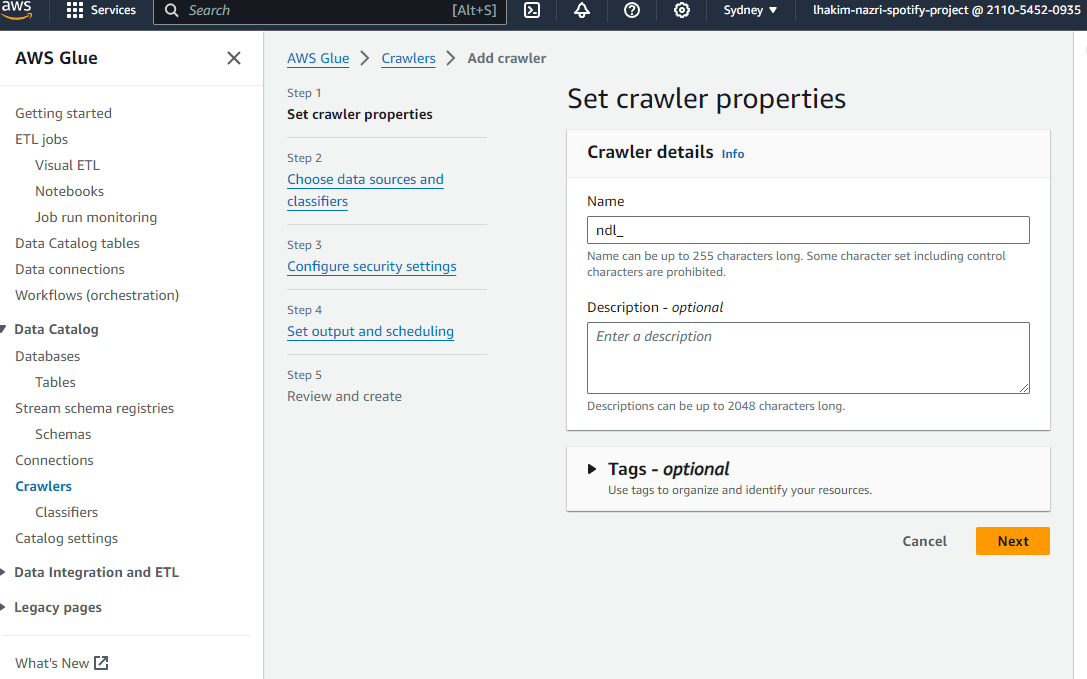 aws
Services
Search
[Alt+S]
Sydney
lhakim-nazri-spotify-project @ 2110-5452-0935
AWS Glue
Getting started
ETL jobs
Visual ETL
Notebooks
Job run monitoring
Data Catalog tables
Data connections
Workflows (orchestration)
Data Catalog
Databases
Tables
Stream schema registries
Schemas
Connections
Crawlers
Classifiers
Catalog settings
Data Integration and ETL
Legacy pages
What's New
AWS Glue > Crawlers > Add crawler
Step 1
Set crawler properties
Step 2
Choose data sources and
classifiers
Step 3
Configure security settings
Step 4
Set output and scheduling
Step 5
Review and create
Set crawler properties
Crawler details Info
Name
ndl_
Name can be up to 255 characters long. Some character set including control
characters are prohibited.
Description - optional
Enter a description
Descriptions can be up to 2048 characters long.
Tags - optional
Use tags to organize and identify your resources.
Cancel
Next